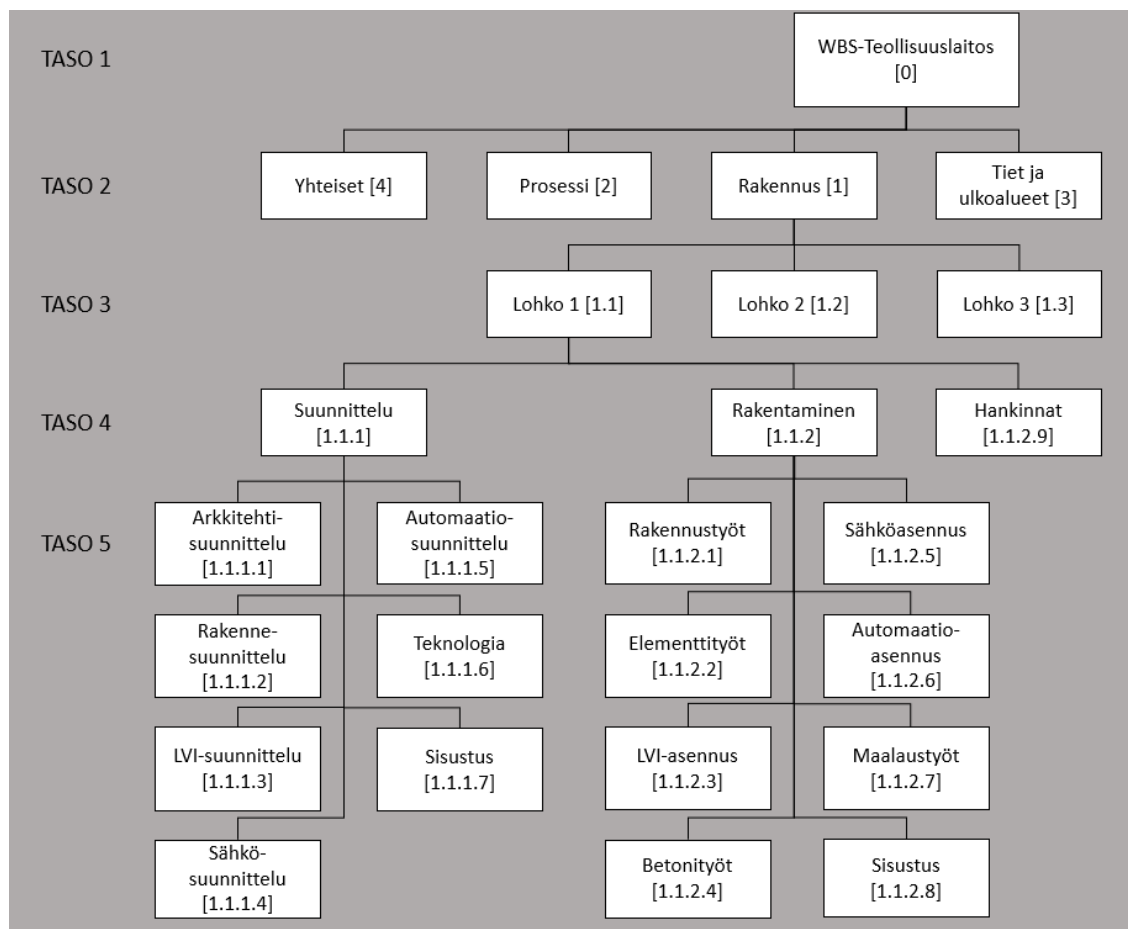 TASO 1
WBS-Teollisuuslaitos
[0]
TASO 2
Yhteiset [4]
Prosessi [2]
Rakennus [1]
Tiet ja
ulkoalueet [3]
TASO 3
Lohko 1 [1.1]
Lohko 2 [1.2]
Lohko 3 [1.3]
TASO 4
Suunnittelu
[1.1.1]
Rakentaminen
[1.1.2]
Hankinnat
[1.1.2.9]
TASO 5
Arkkitehti-
suunnittelu
[1.1.1.1]
Automaatio-
suunnittelu
[1.1.1.5]
Rakennustyöt
[1.1.2.1]
Sähköasennus
[1.1.2.5]
Rakenne-
suunnittelu
[1.1.1.2]
Teknologia
[1.1.1.6]
Elementtityöt
[1.1.2.2]
Automaatio-
asennus
[1.1.2.6]
LVI-suunnittelu
[1.1.1.3]
Sisustus
[1.1.1.7]
LVI-asennus
[1.1.2.3]
Maalaustyöt
[1.1.2.7]
Sähkö-
suunnittelu
[1.1.1.4]
Betonityöt
[1.1.2.4]
Sisustus
[1.1.2.8]